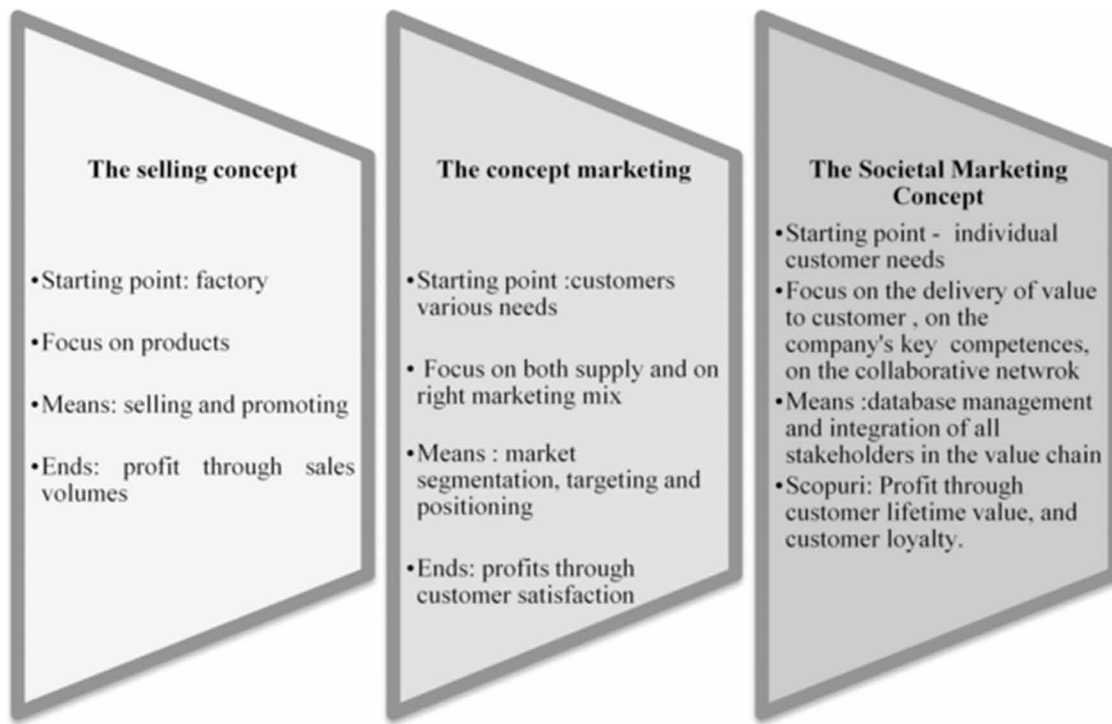 The selling concept
•Starting point: factory
•Focus on products
•Means: selling and promoting
•Ends: profit through sales
volumes
The concept marketing
•Starting point :customers
various needs
• Focus on both supply and on
right marketing mix
•Means : market
segmentation, targeting and
positioning
•Ends: profits through
customer satisfaction
The Societal Marketing
Concept
•Starting point - individual
customer needs
•Focus on the delivery of value
to customer , on the
company's key competences,
on the collaborative netwrok
•Means :database management
and integration of all
stakeholders in the value chain
•Scopuri: Profit through
customer lifetime value, and
customer loyalty.